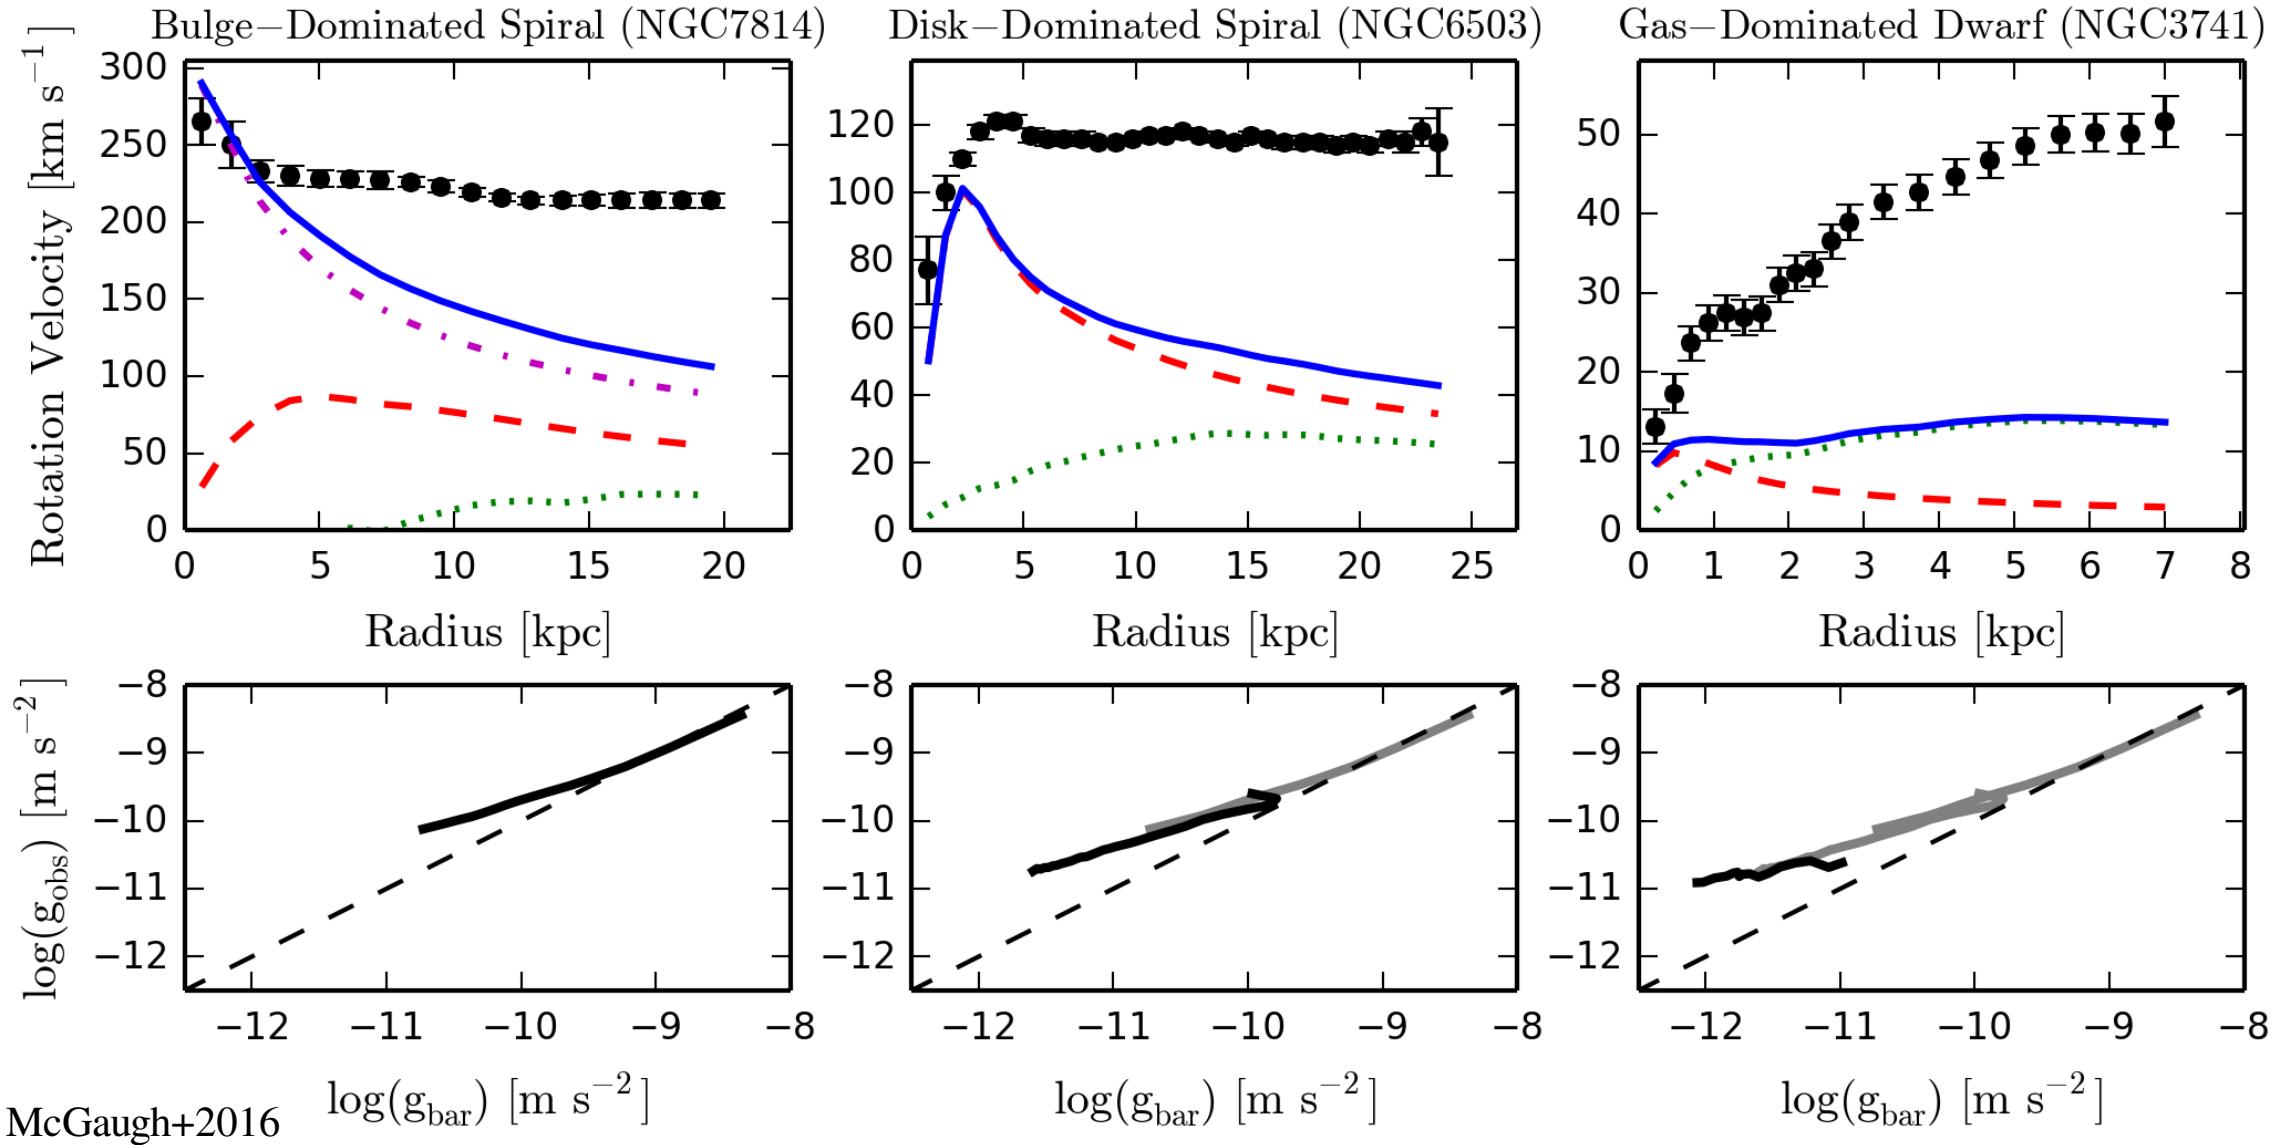 Bulge−Dominated Spiral (NGC7814)
Disk−Dominated Spiral (NGC6503)
Gas−Dominated Dwarf (NGC3741)
Rotation Velocity [km s⁻¹]
300
250
200
150
100
50
0
0 5 10 15 20
Radius [kpc]
120
100
80
60
40
20
0
0 5 10 15 20 25
Radius [kpc]
50
40
30
20
10
0
0 1 2 3 4 5 6 7 8
Radius [kpc]
log(g_obs) [m s⁻²]
−8
−9
−10
−11
−12
−12 −11 −10 −9 −8
log(g_bar) [m s⁻²]
−8
−9
−10
−11
−12
−12 −11 −10 −9 −8
log(g_bar) [m s⁻²]
−8
−9
−10
−11
−12
−12 −11 −10 −9 −8
log(g_bar) [m s⁻²]
McGaugh+2016